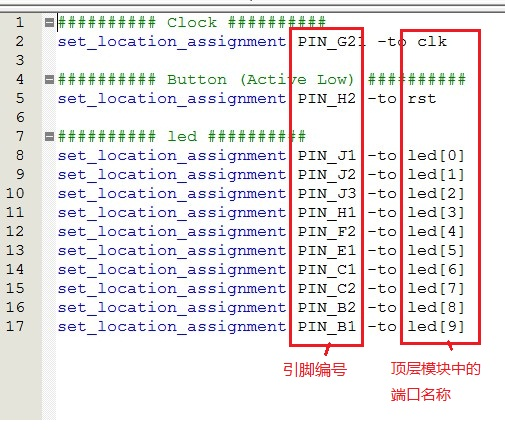 1 ########## Clock ##########
2 set_location_assignment PIN_G21 -to clk
3
4 ########## Button (Active Low) ##########
5 set_location_assignment PIN_H2 -to rst
6
7 ########## led ##########
8 set_location_assignment PIN_J1 -to led[0]
9 set_location_assignment PIN_J2 -to led[1]
10 set_location_assignment PIN_J3 -to led[2]
11 set_location_assignment PIN_H1 -to led[3]
12 set_location_assignment PIN_F2 -to led[4]
13 set_location_assignment PIN_E1 -to led[5]
14 set_location_assignment PIN_C1 -to led[6]
15 set_location_assignment PIN_C2 -to led[7]
16 set_location_assignment PIN_B2 -to led[8]
17 set_location_assignment PIN_B1 -to led[9]
引脚编号
顶层模块中的
端口名称